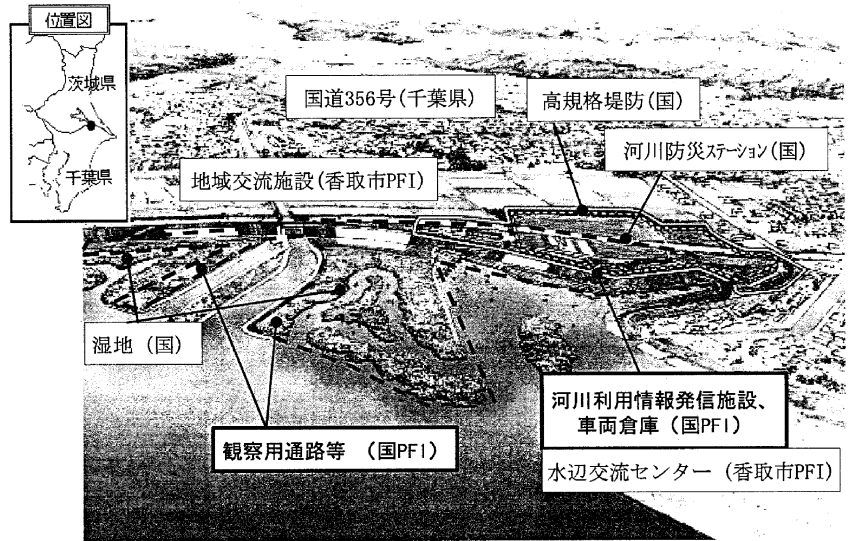 位置図
茨城県
千葉県
国道356号(千葉県)
高規格堤防(国)
河川防災ステーション(国)
地域交流施設(香取市PFI)
湿地(国)
観察用通路等 (国PFI)
河川利用情報発信施設、
車両倉庫(国PFI)
水辺交流センター(香取市PFI)